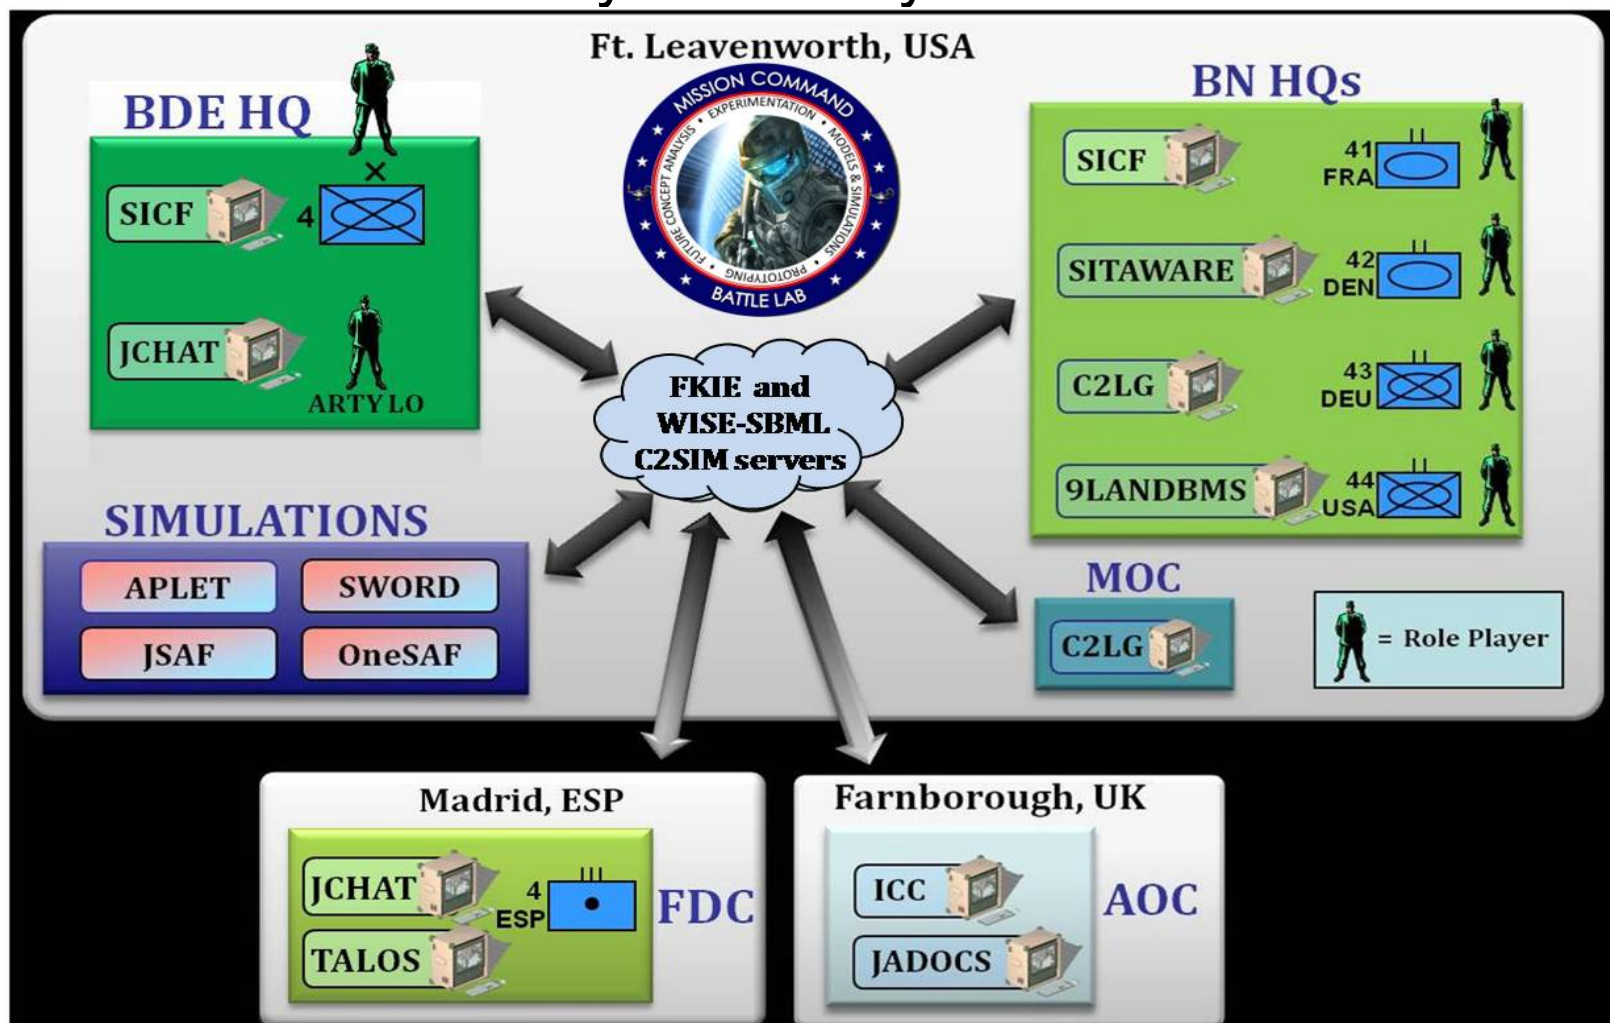 Ft. Leavenworth, USA
MISSION COMMAND
EXPERIMENTATION • MODELS & SIMULATIONS • PROTOTYPING • FUTURE CONCEPT ANALYSIS •
BATTLE LAB
BDE HQ
SICF
4
JCHAT
ARTY LO
BN HQs
SICF
41
FRA
SITAWARE
42
DEN
C2LG
43
DEU
9LANDBMS
44
USA
FKIE and
WISE-SBML
C2SIM servers
SIMULATIONS
APLET
SWORD
JSAF
OneSAF
MOC
C2LG
= Role Player
Madrid, ESP
JCHAT
TALOS
4
ESP
FDC
Farnborough, UK
ICC
JADOCS
AOC